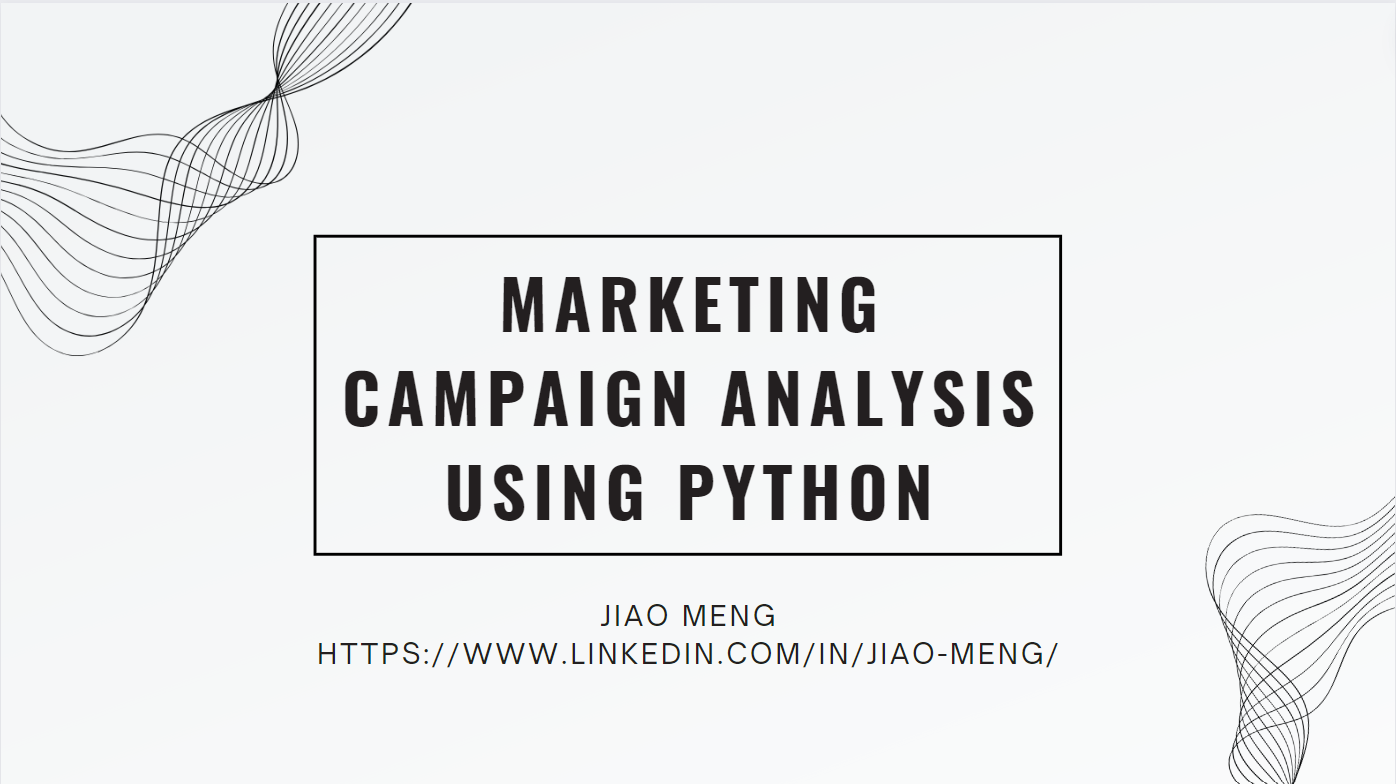 MARKETING
CAMPAIGN ANALYSIS
USING PYTHON
JIAO MENG
HTTPS://WWW.LINKEDIN.COM/IN/JIAO-MENG/